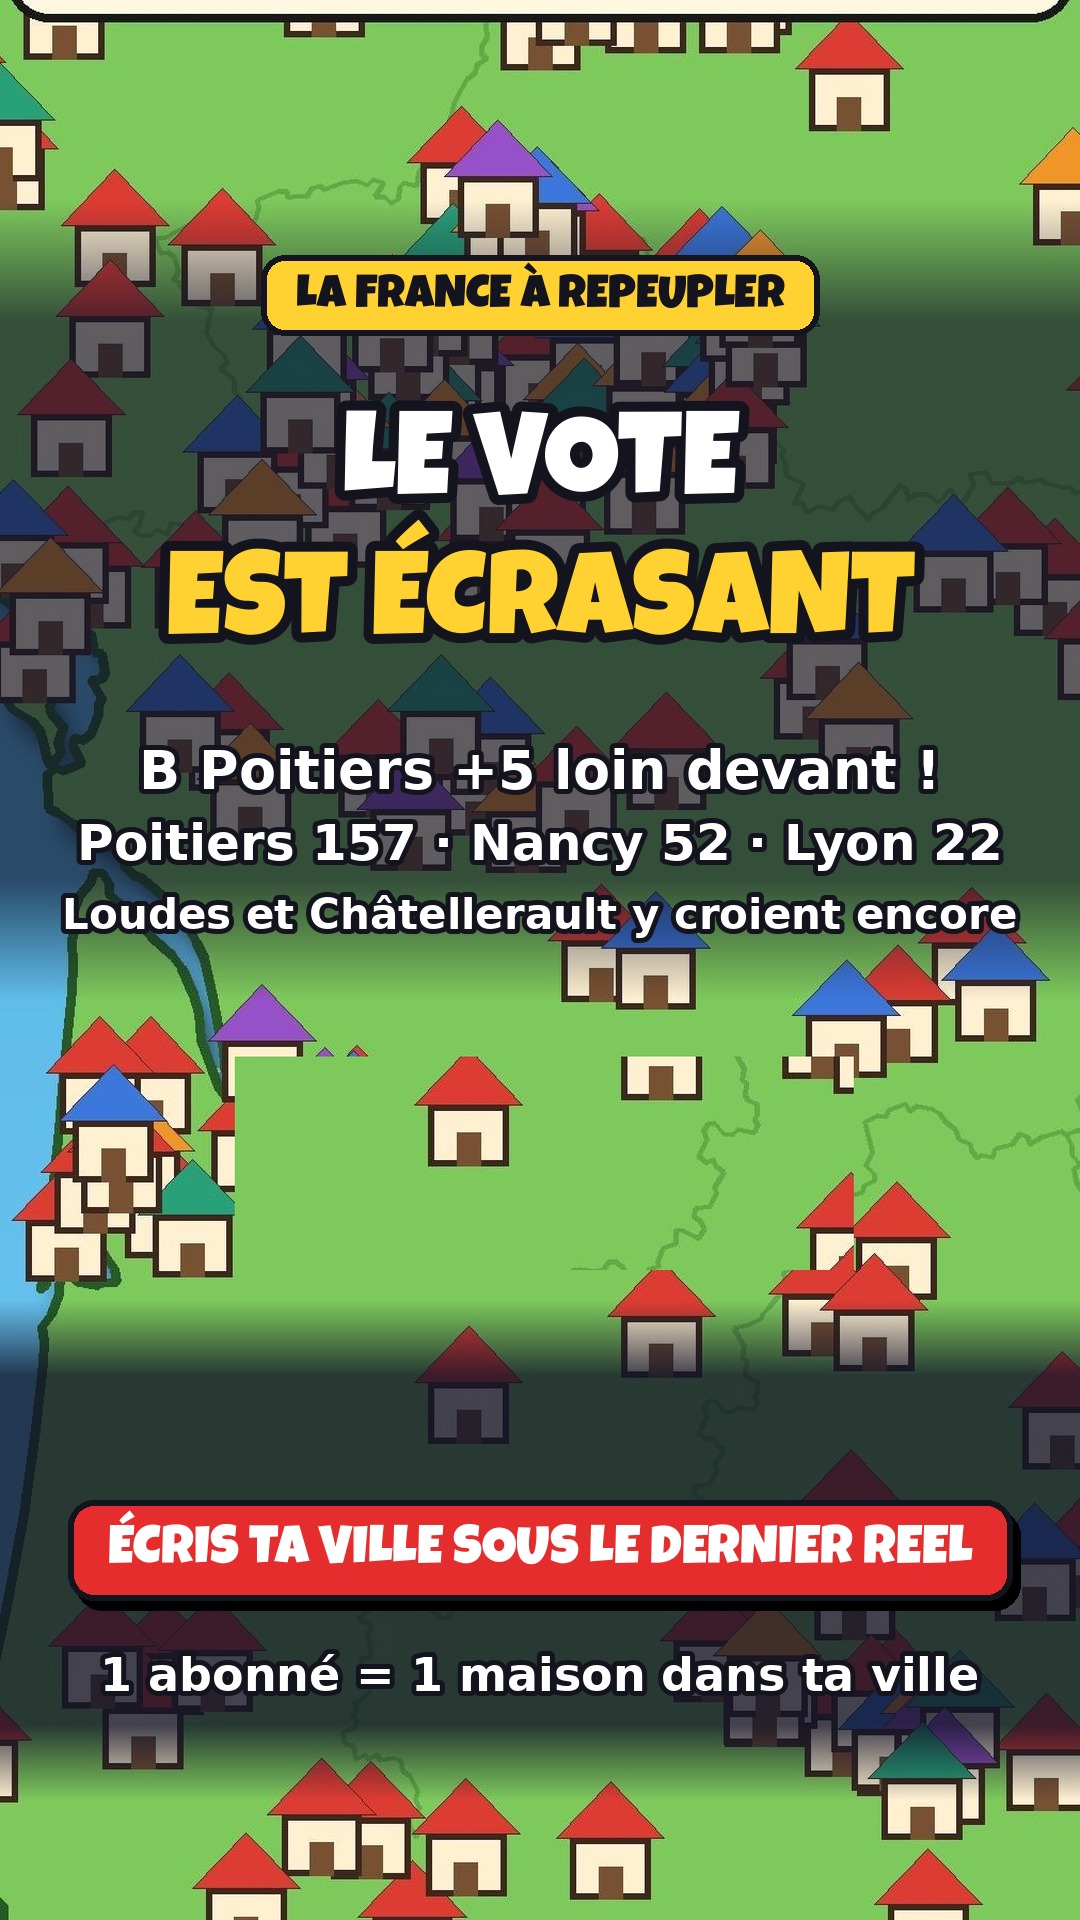 LA FRANCE À REPEUPLER
LE VOTE
EST ÉCRASANT
B Poitiers +5 loin devant !
Poitiers 157 · Nancy 52 · Lyon 22
Loudes et Châtellerault y croient encore
ÉCRIS TA VILLE SOUS LE DERNIER REEL
1 abonné = 1 maison dans ta ville